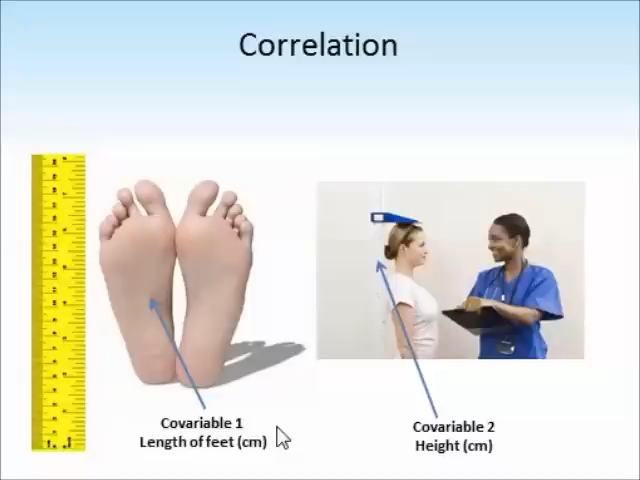 Correlation
Covariable 1
Length of feet (cm)
Covariable 2
Height (cm)